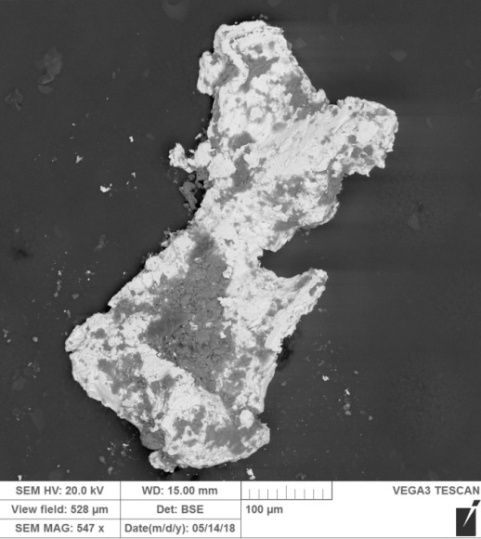 SEM HV: 20.0 kV WD: 15.00 mm VEGA3 TESCAN
View field: 528 µm Det: BSE 100 µm
SEM MAG: 547 x Date(m/d/y): 05/14/18